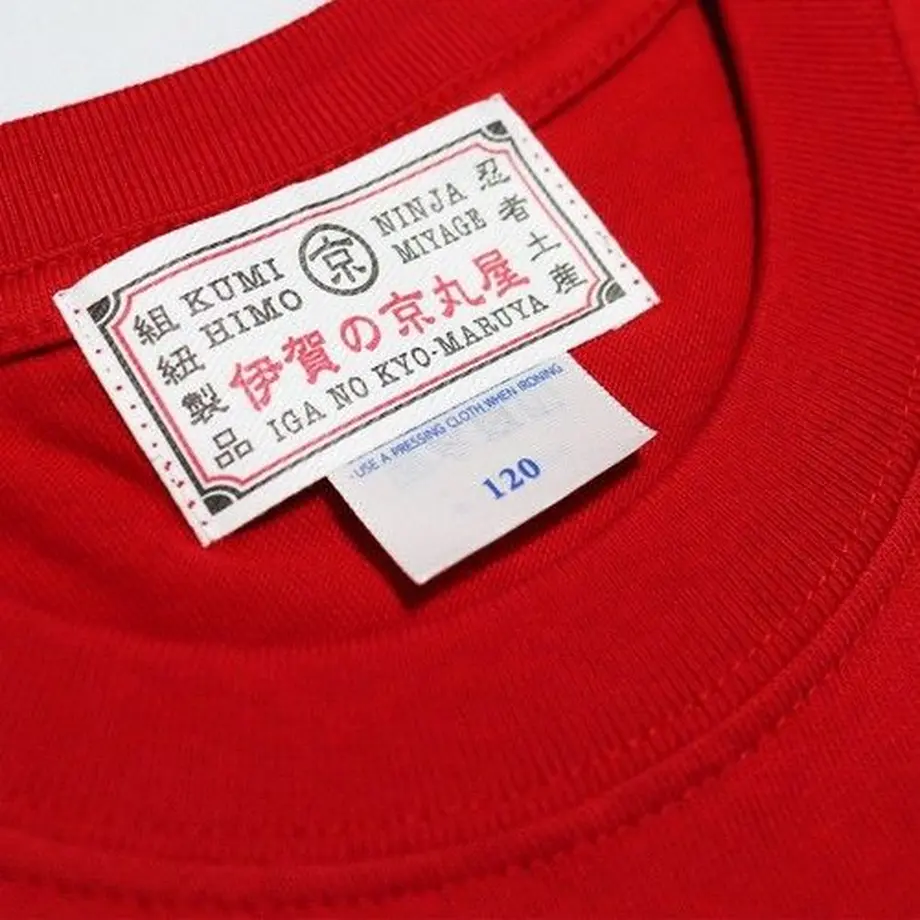 組紐製品
KUMI
HIMO
京
NINJA
MIYAGE
忍者土産
伊賀の京丸屋
IGA NO KYO-MARUYA
· USE A PRESSING CLOTH WHEN IRONING
120